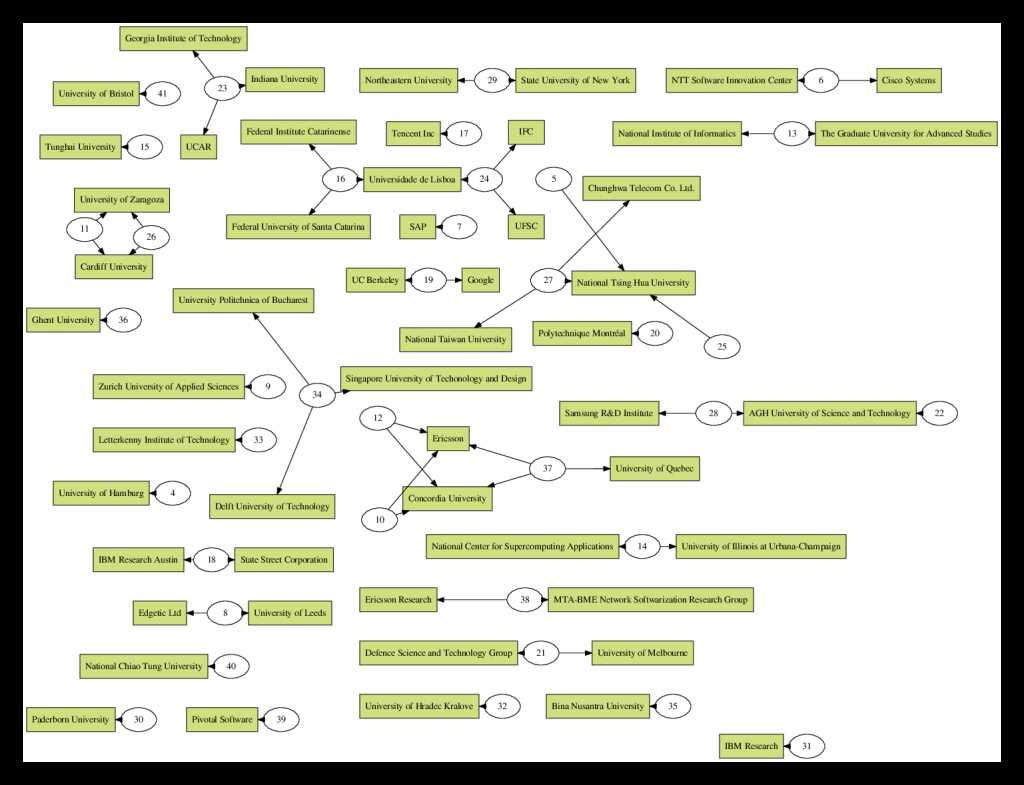 Georgia Institute of Technology
University of Bristol
41
23
Indiana University
Northeastern University
29
State University of New York
NTT Software Innovation Center
6
Cisco Systems
Tunghai University
15
UCAR
Federal Institute Catarinense
Tencent Inc
17
IFC
National Institute of Informatics
13
The Graduate University for Advanced Studies
16
Universidade de Lisboa
24
5
Chunghwa Telecom Co. Ltd.
University of Zaragoza
11
26
Cardiff University
Federal University of Santa Catarina
SAP
7
UFSC
UC Berkeley
19
Google
27
National Tsing Hua University
University Politehnica of Bucharest
Ghent University
36
National Taiwan University
Polytechnique Montréal
20
25
Zurich University of Applied Sciences
9
34
Singapore University of Techonology and Design
12
Samsung R&D Institute
28
AGH University of Science and Technology
22
Letterkenny Institute of Technology
33
Ericsson
37
University of Quebec
University of Hamburg
4
Delft University of Technology
Concordia University
10
National Center for Supercomputing Applications
14
University of Illinois at Urbana-Champaign
IBM Research Austin
18
State Street Corporation
Ericsson Research
38
MTA-BME Network Softwarization Research Group
Edgetic Ltd
8
University of Leeds
Defence Science and Technology Group
21
University of Melbourne
National Chiao Tung University
40
University of Hradec Kralove
32
Bina Nusantra University
35
Paderborn University
30
Pivotal Software
39
IBM Research
31